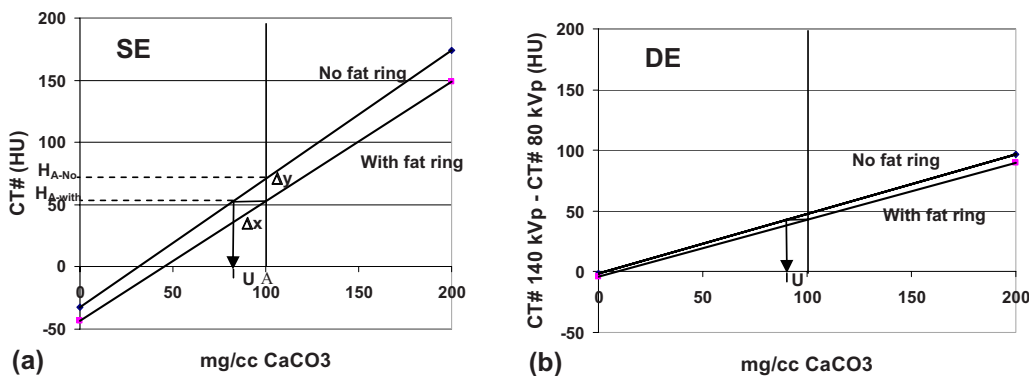 SE
CT# (HU)
200
150
100
50
0
-50
H A-No
H A-with
No fat ring
With fat ring
Δy
Δx
U A
0 50 100 150 200
mg/cc CaCO3
(a)
DE
CT# 140 kVp - CT# 80 kVp (HU)
200
150
100
50
0
-50
No fat ring
With fat ring
U
0 50 100 150 200
mg/cc CaCO3
(b)